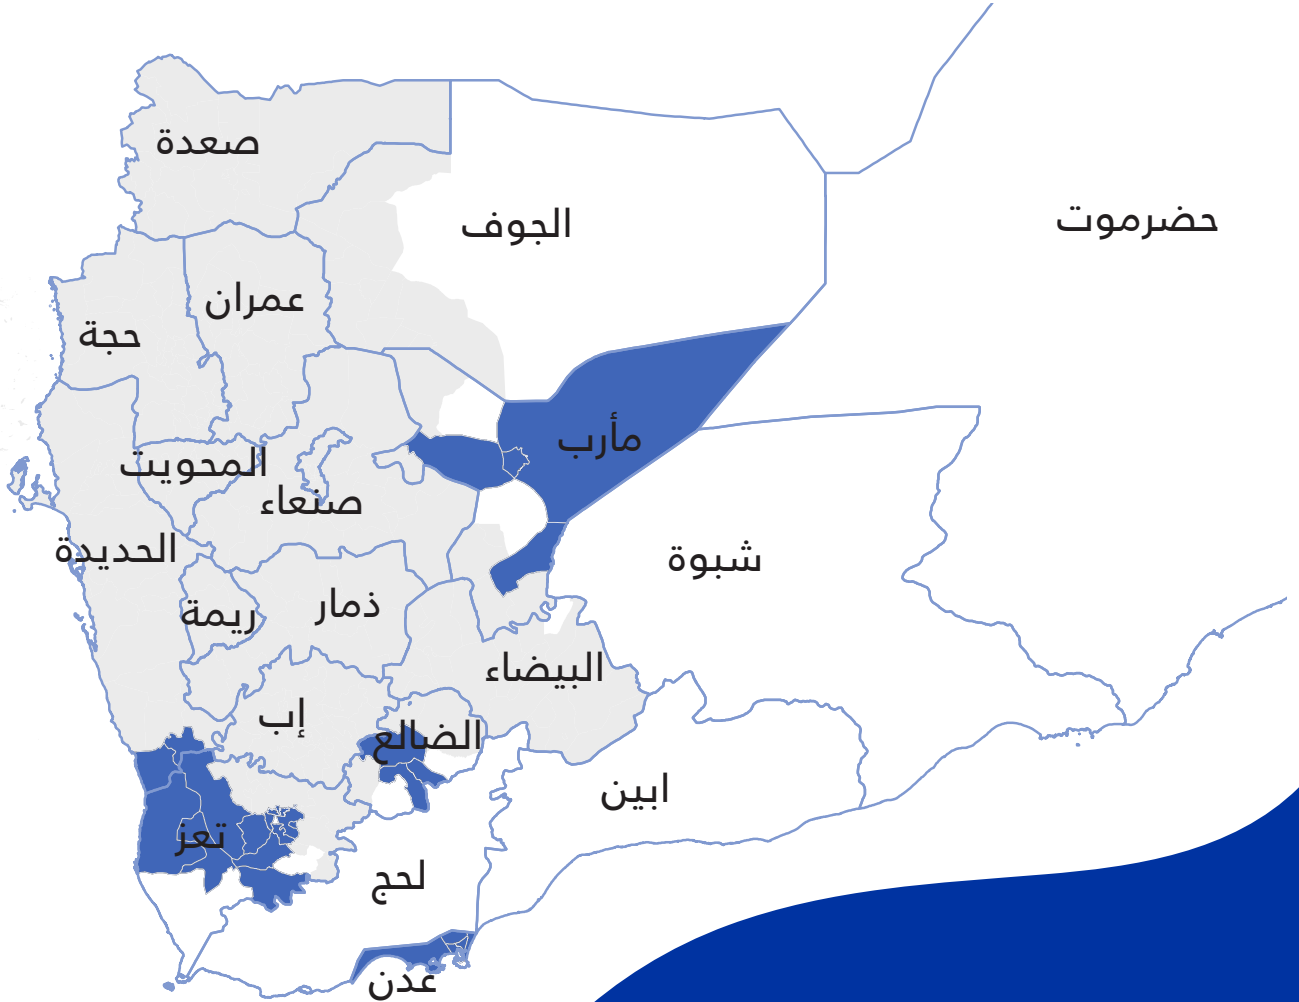 صعدة
حضرموت
الجوف
عمران
حجة
مأرب
المحويت
صنعاء
الحديدة
شبوة
ذمار
ريمة
البيضاء
إب
الضالع
ابين
تعز
لحج
عدن